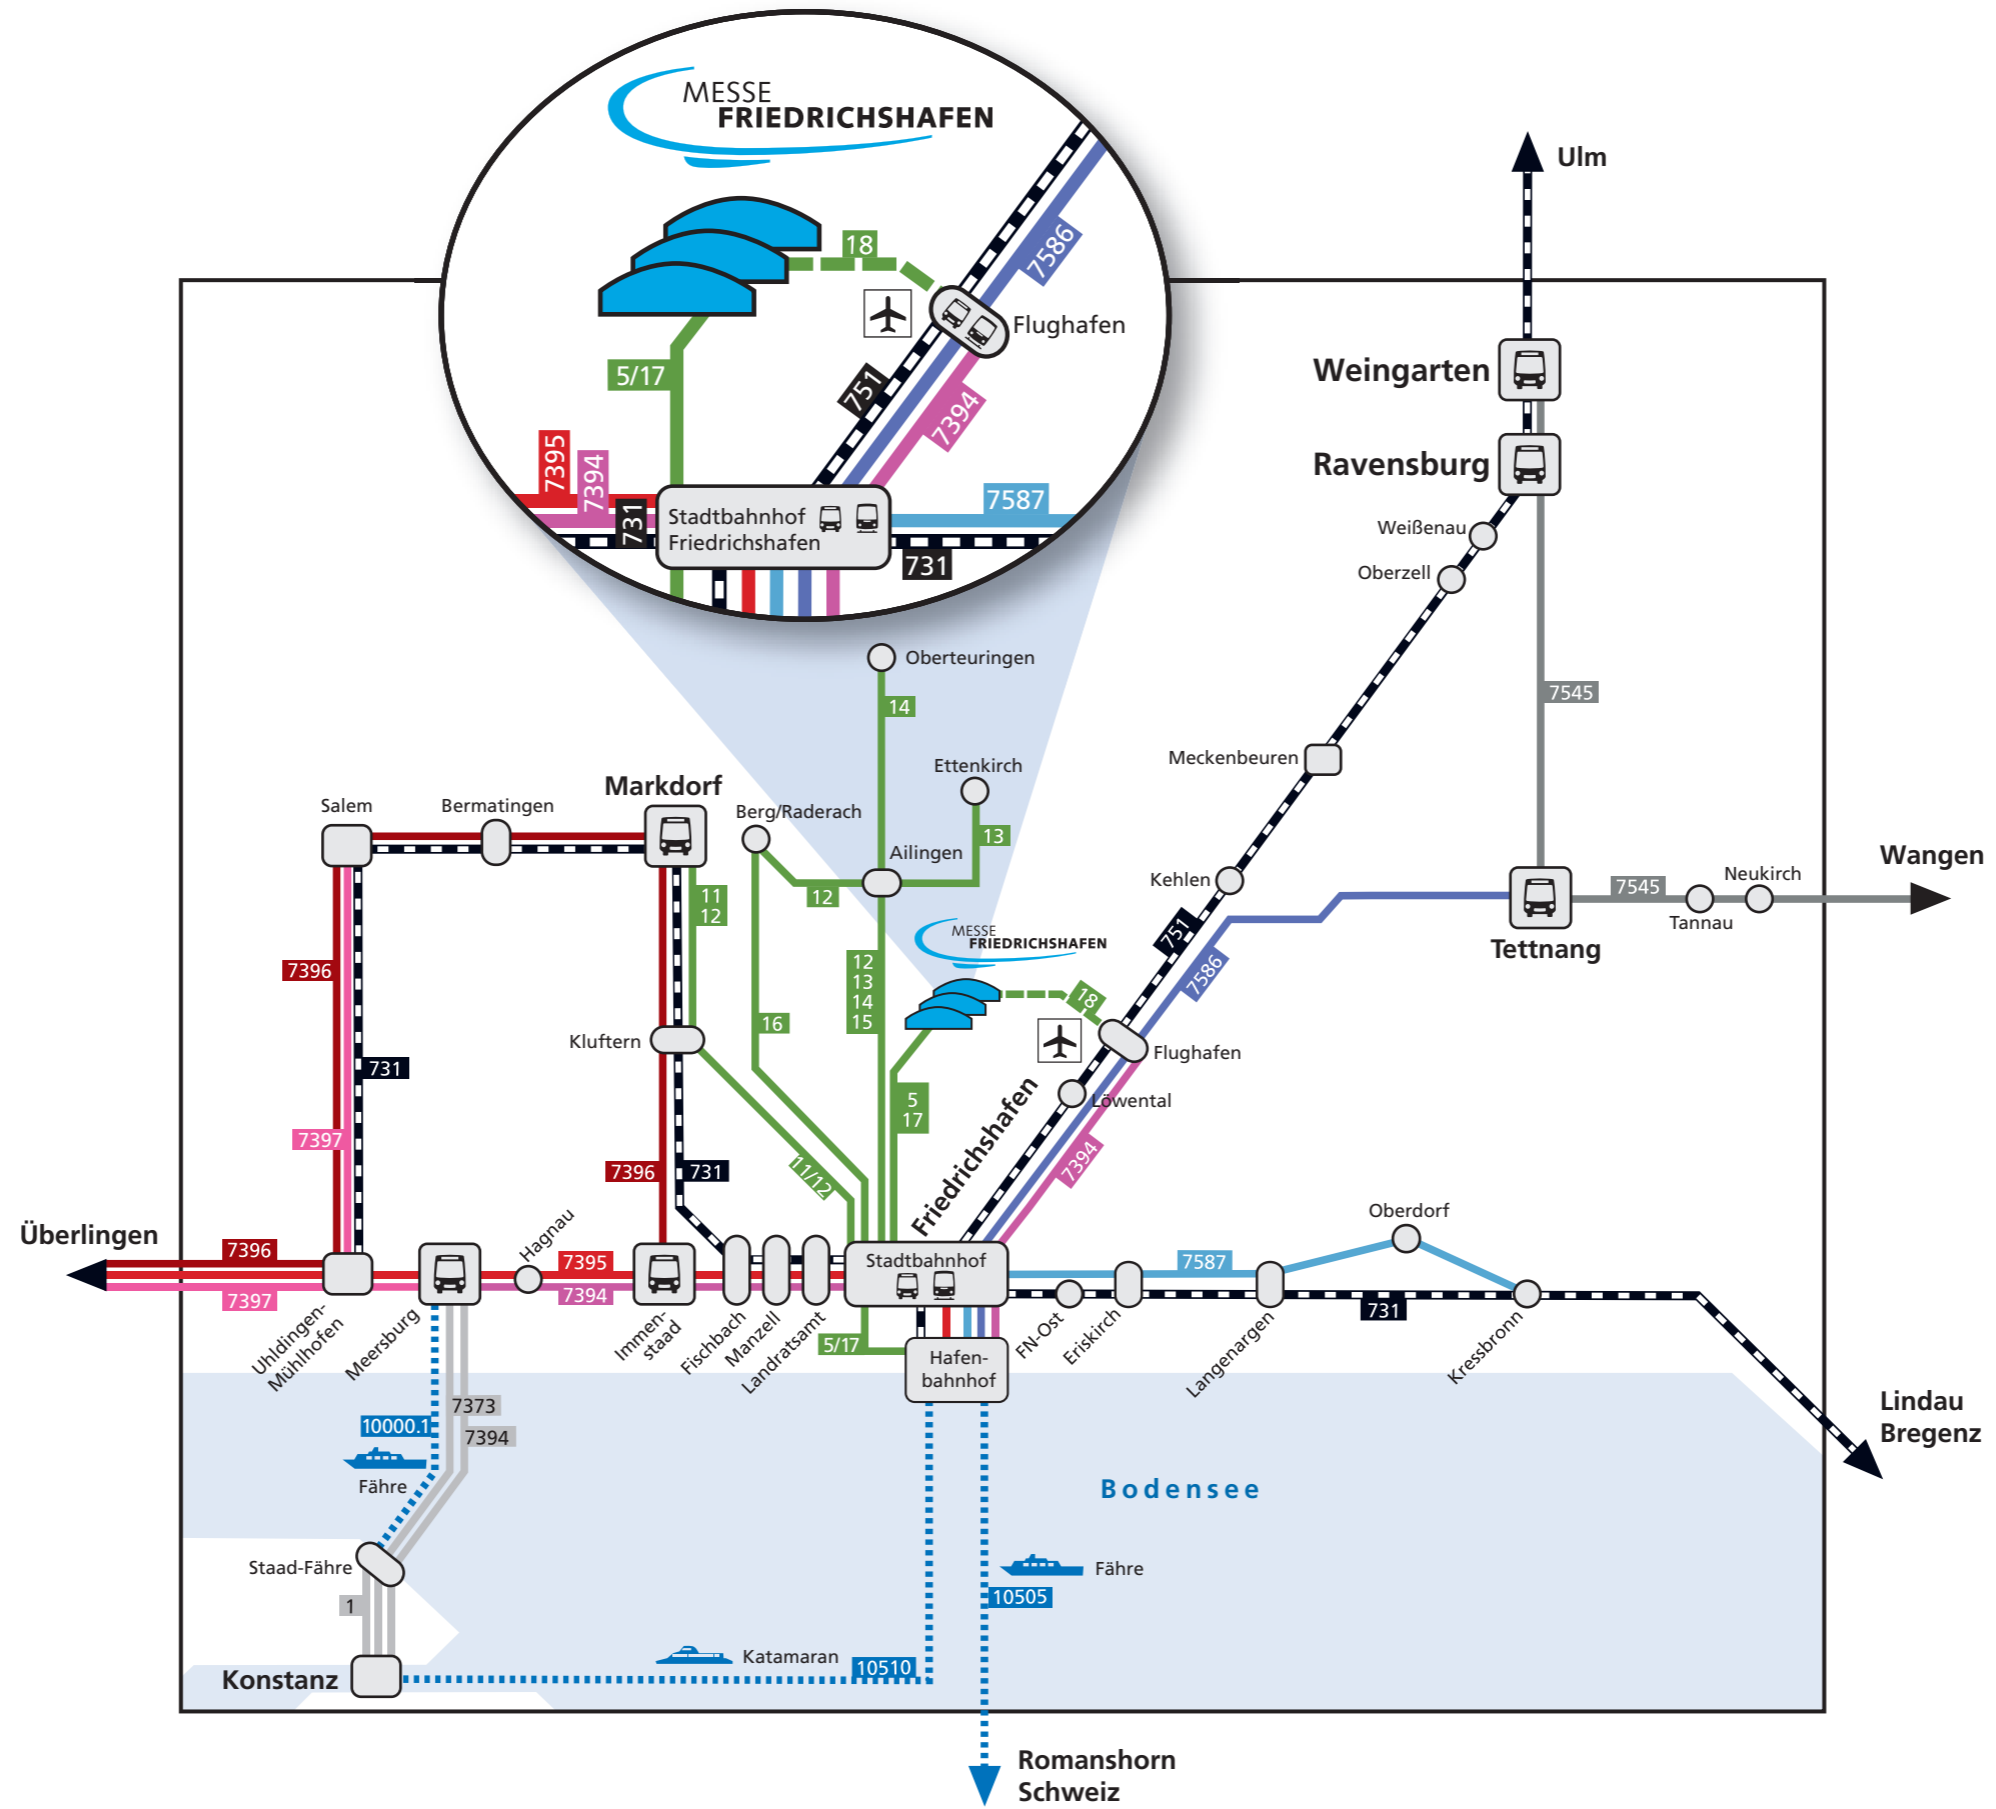 MESSE
FRIEDRICHSHAFEN
18
7586
Flughafen
5/17
751
7394
7395
7394
731
Stadtbahnhof
Friedrichshafen
7587
731
Ulm
Weingarten
Ravensburg
Weißenau
Oberzell
Oberteuringen
14
7545
Meckenbeuren
Ettenkirch
Markdorf
Salem
Bermatingen
Berg/Raderach
13
Ailingen
Kehlen
Wangen
7545
Neukirch
Tannau
Tettnang
11
12
12
MESSE
FRIEDRICHSHAFEN
751
7586
7396
12
13
14
15
18
16
Kluftern
Flughafen
731
5
17
Löwental
Friedrichshafen
7397
7396
731
11/12
7394
Überlingen
7396
7397
Hagnau
7395
7394
Stadtbahnhof
7587
Oberdorf
731
Uhldingen-
Mühlhofen
Meersburg
Immen-
staad
Fischbach
Manzell
Landratsamt
5/17
Hafen-
bahnhof
FN-Ost
Eriskirch
Langenargen
Kressbronn
Lindau
Bregenz
7373
10000.1
7394
Fähre
Bodensee
Staad-Fähre
Fähre
1
10505
Katamaran
10510
Konstanz
Romanshorn
Schweiz